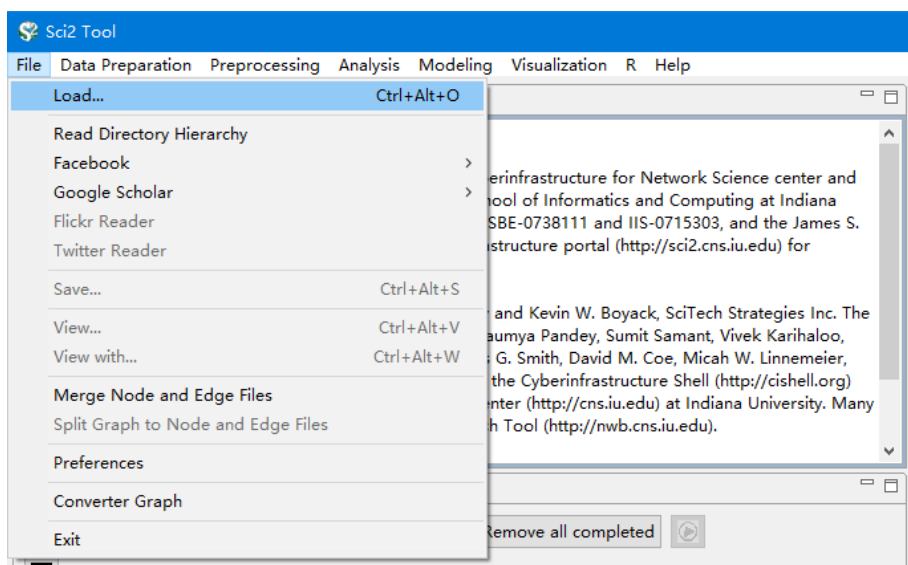 Sci2 Tool
File Data Preparation Preprocessing Analysis Modeling Visualization R Help
Load... Ctrl+Alt+O
Read Directory Hierarchy
Facebook
Google Scholar
Flickr Reader
Twitter Reader
Save... Ctrl+Alt+S
View... Ctrl+Alt+V
View with... Ctrl+Alt+W
Merge Node and Edge Files
Split Graph to Node and Edge Files
Preferences
Converter Graph
Exit
erinfrastructure for Network Science center and
ool of Informatics and Computing at Indiana
SBE-0738111 and IIS-0715303, and the James S.
structure portal (http://sci2.cns.iu.edu) for
and Kevin W. Boyack, SciTech Strategies Inc. The
aumya Pandey, Sumit Samant, Vivek Karihaloo,
G. Smith, David M. Coe, Micah W. Linnemeier,
the Cyberinfrastructure Shell (http://cishell.org)
nter (http://cns.iu.edu) at Indiana University. Many
h Tool (http://nwb.cns.iu.edu).
Remove all completed